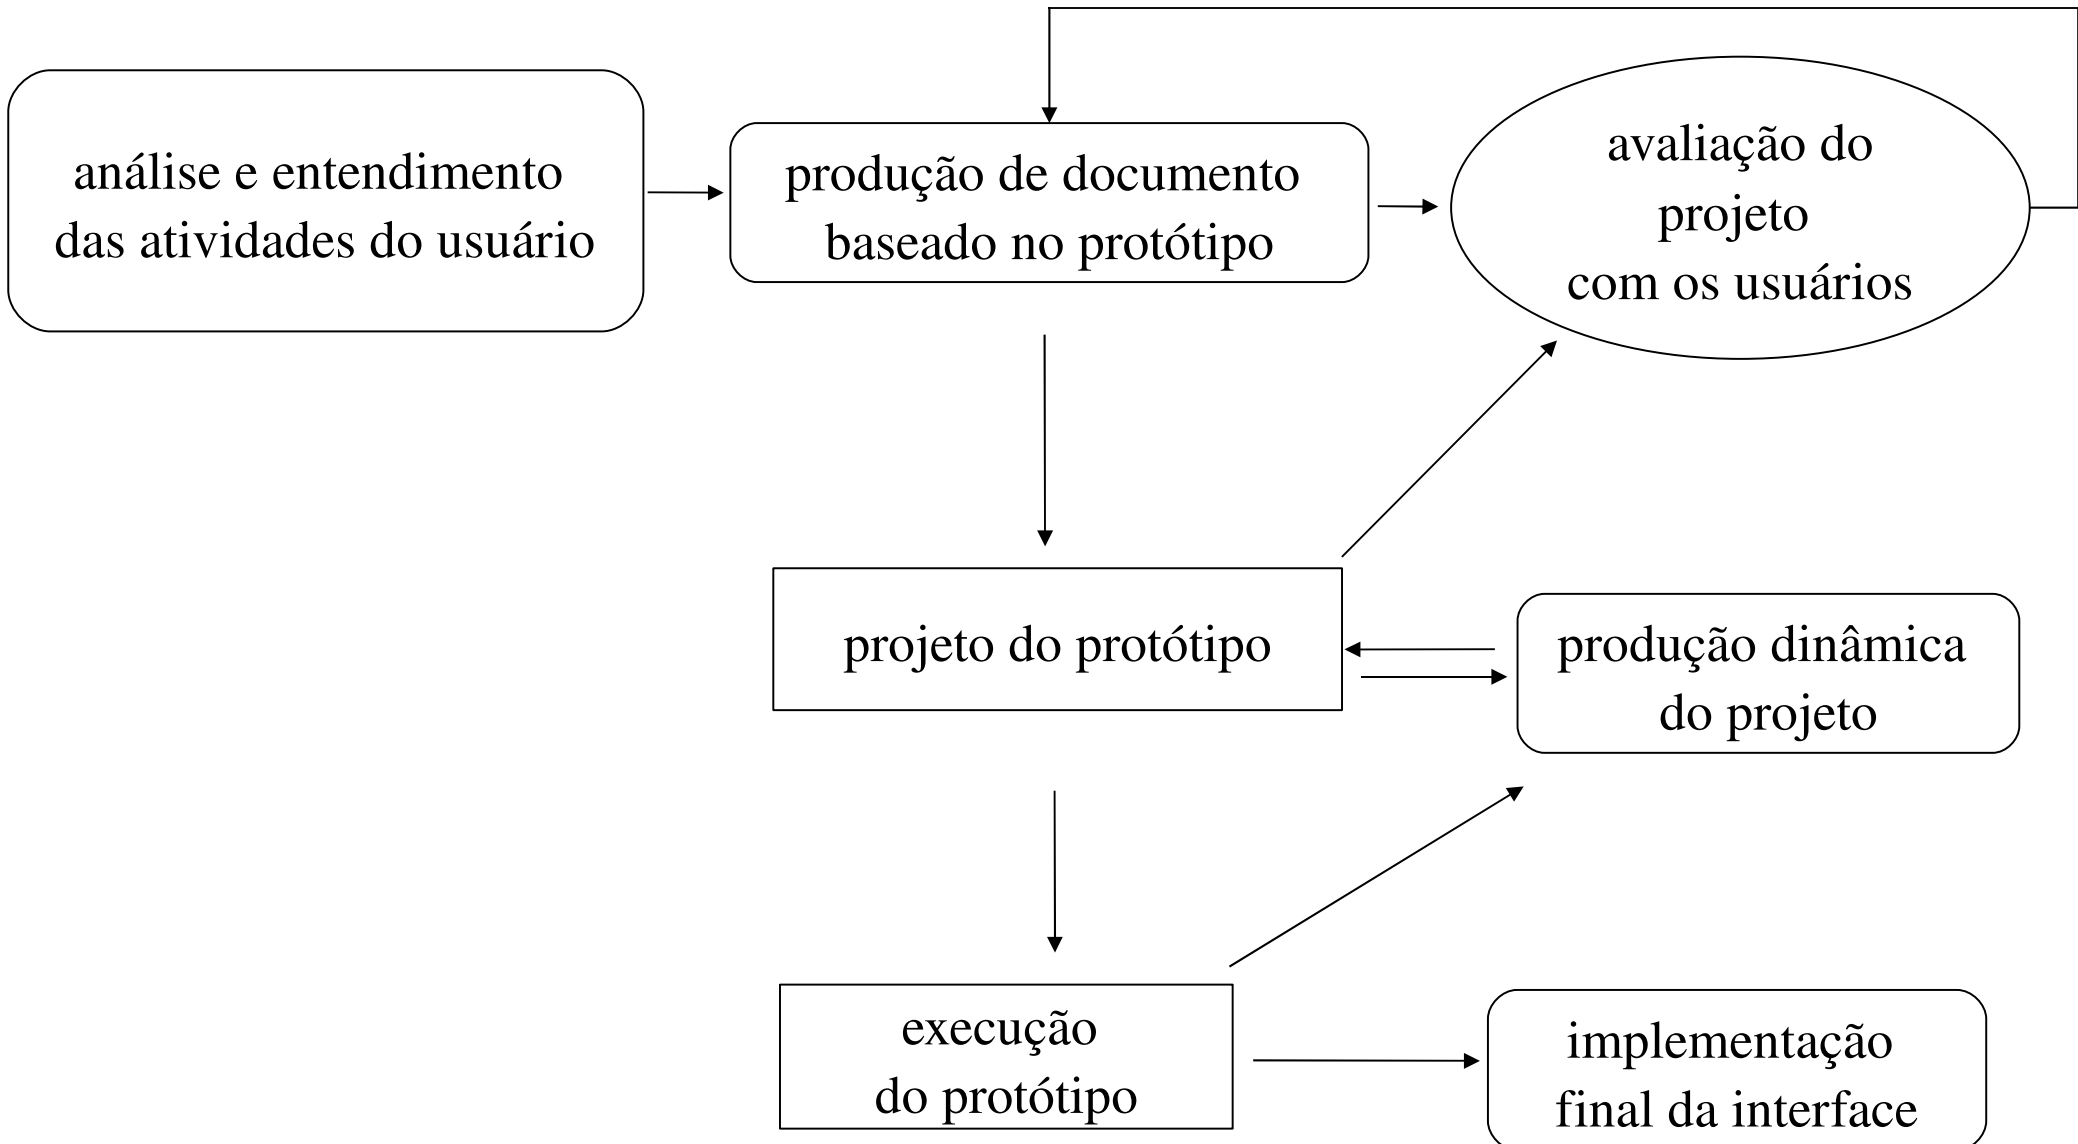 análise e entendimento
das atividades do usuário
produção de documento
baseado no protótipo
avaliação do
projeto
com os usuários
projeto do protótipo
produção dinâmica
do projeto
execução
do protótipo
implementação
final da interface